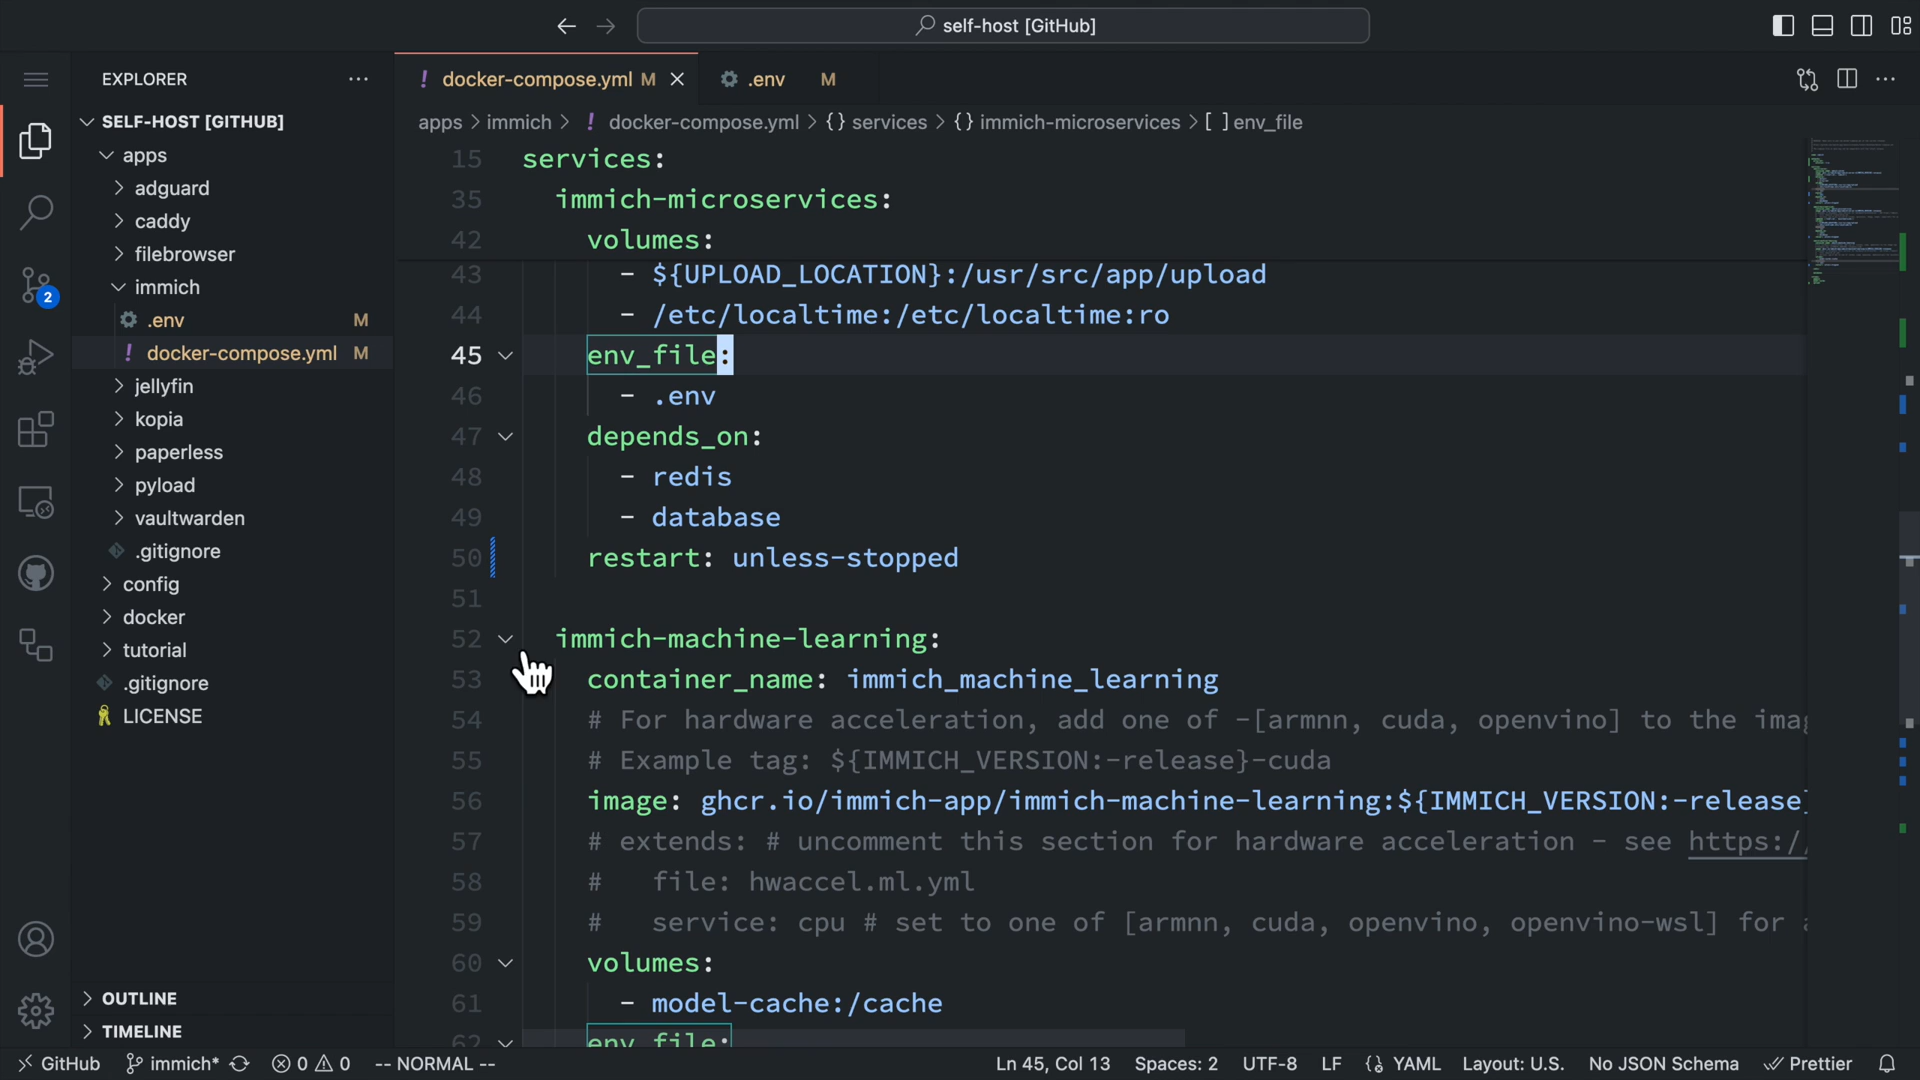 self-host [GitHub]
EXPLORER
docker-compose.yml M
.env M
SELF-HOST [GITHUB]
apps
adguard
caddy
filebrowser
immich
.env M
docker-compose.yml M
jellyfin
kopia
paperless
pyload
vaultwarden
.gitignore
config
docker
tutorial
.gitignore
LICENSE
OUTLINE
TIMELINE
2
apps > immich > ! docker-compose.yml > {} services > {} immich-microservices > [ ] env_file
15 services:
35 immich-microservices:
42 volumes:
43 - ${UPLOAD_LOCATION}:/usr/src/app/upload
44 - /etc/localtime:/etc/localtime:ro
45 env_file:
46 - .env
47 depends_on:
48 - redis
49 - database
50 restart: unless-stopped
51
52 immich-machine-learning:
53 container_name: immich_machine_learning
54 # For hardware acceleration, add one of -[armnn, cuda, openvino] to the
55 # Example tag: ${IMMICH_VERSION:-release}-cuda
56 image: ghcr.io/immich-app/immich-machine-learning:${IMMICH_VERSION:-release}
57 # extends: # uncomment this section for hardware acceleration - see https:/
58 # file: hwaccel.ml.yml
59 # service: cpu # set to one of [armnn, cuda, openvino, openvino-wsl] for
60 volumes:
61 - model-cache:/cache
62 env_file:
GitHub immich* 0 0 -- NORMAL -- Ln 45, Col 13 Spaces: 2 UTF-8 LF YAML Layout: U.S. No JSON Schema Prettier